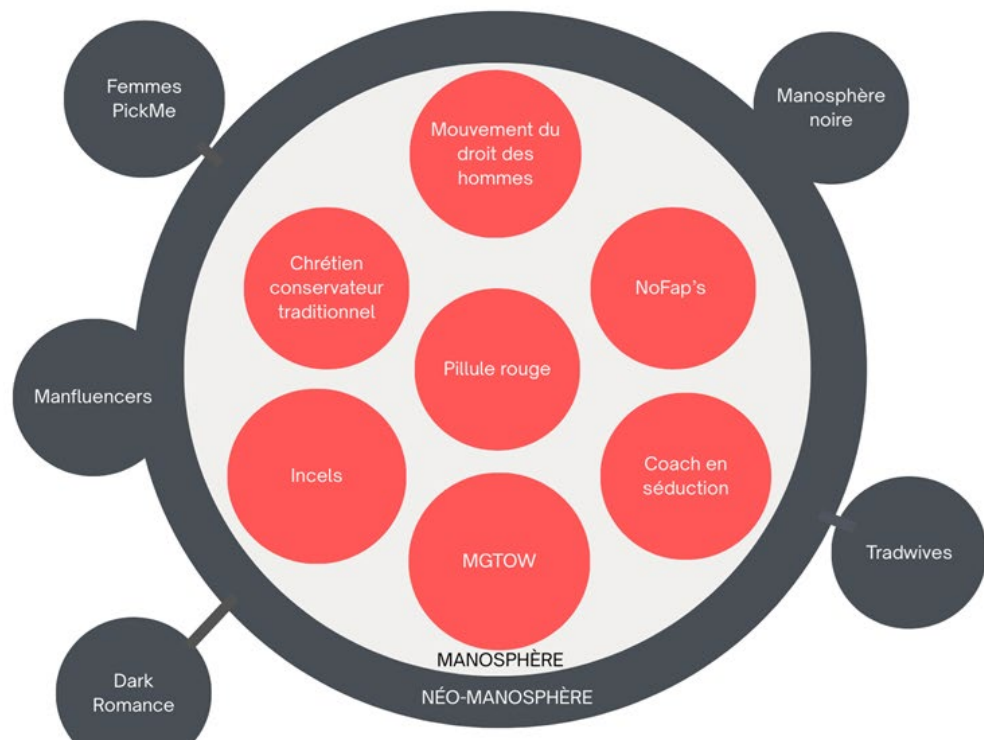 Femmes
PickMe
Manosphère
noire
Mouvement du
droit des
hommes
Chrétien
conservateur
traditionnel
NoFap's
Pillule rouge
Manfluencers
Incels
Coach en
séduction
MGTOW
Tradwives
MANOSPHÈRE
NÉO-MANOSPHÈRE
Dark
Romance